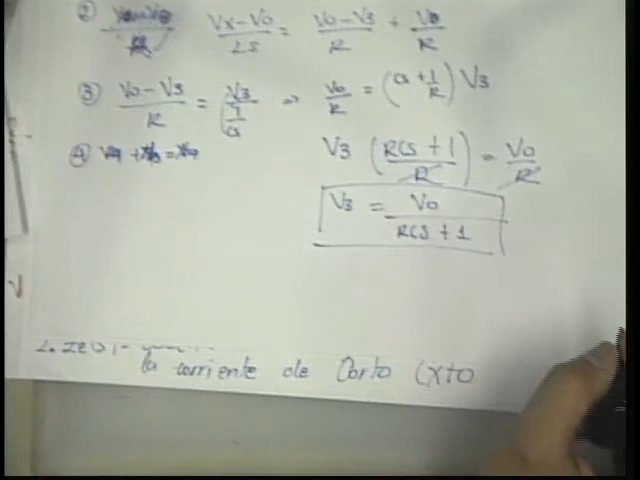 ② (Vx-Vo)/LS = (Vo-V3)/R + Vo/R
③ (Vo-V3)/R = V3/(1/CS) ⇒ Vo/R = (CS+1/R) V3
④
V3 ((RCS+1)/R) = Vo/R
V3 = Vo/(RCS+1)
la corriente de Corto Cxto